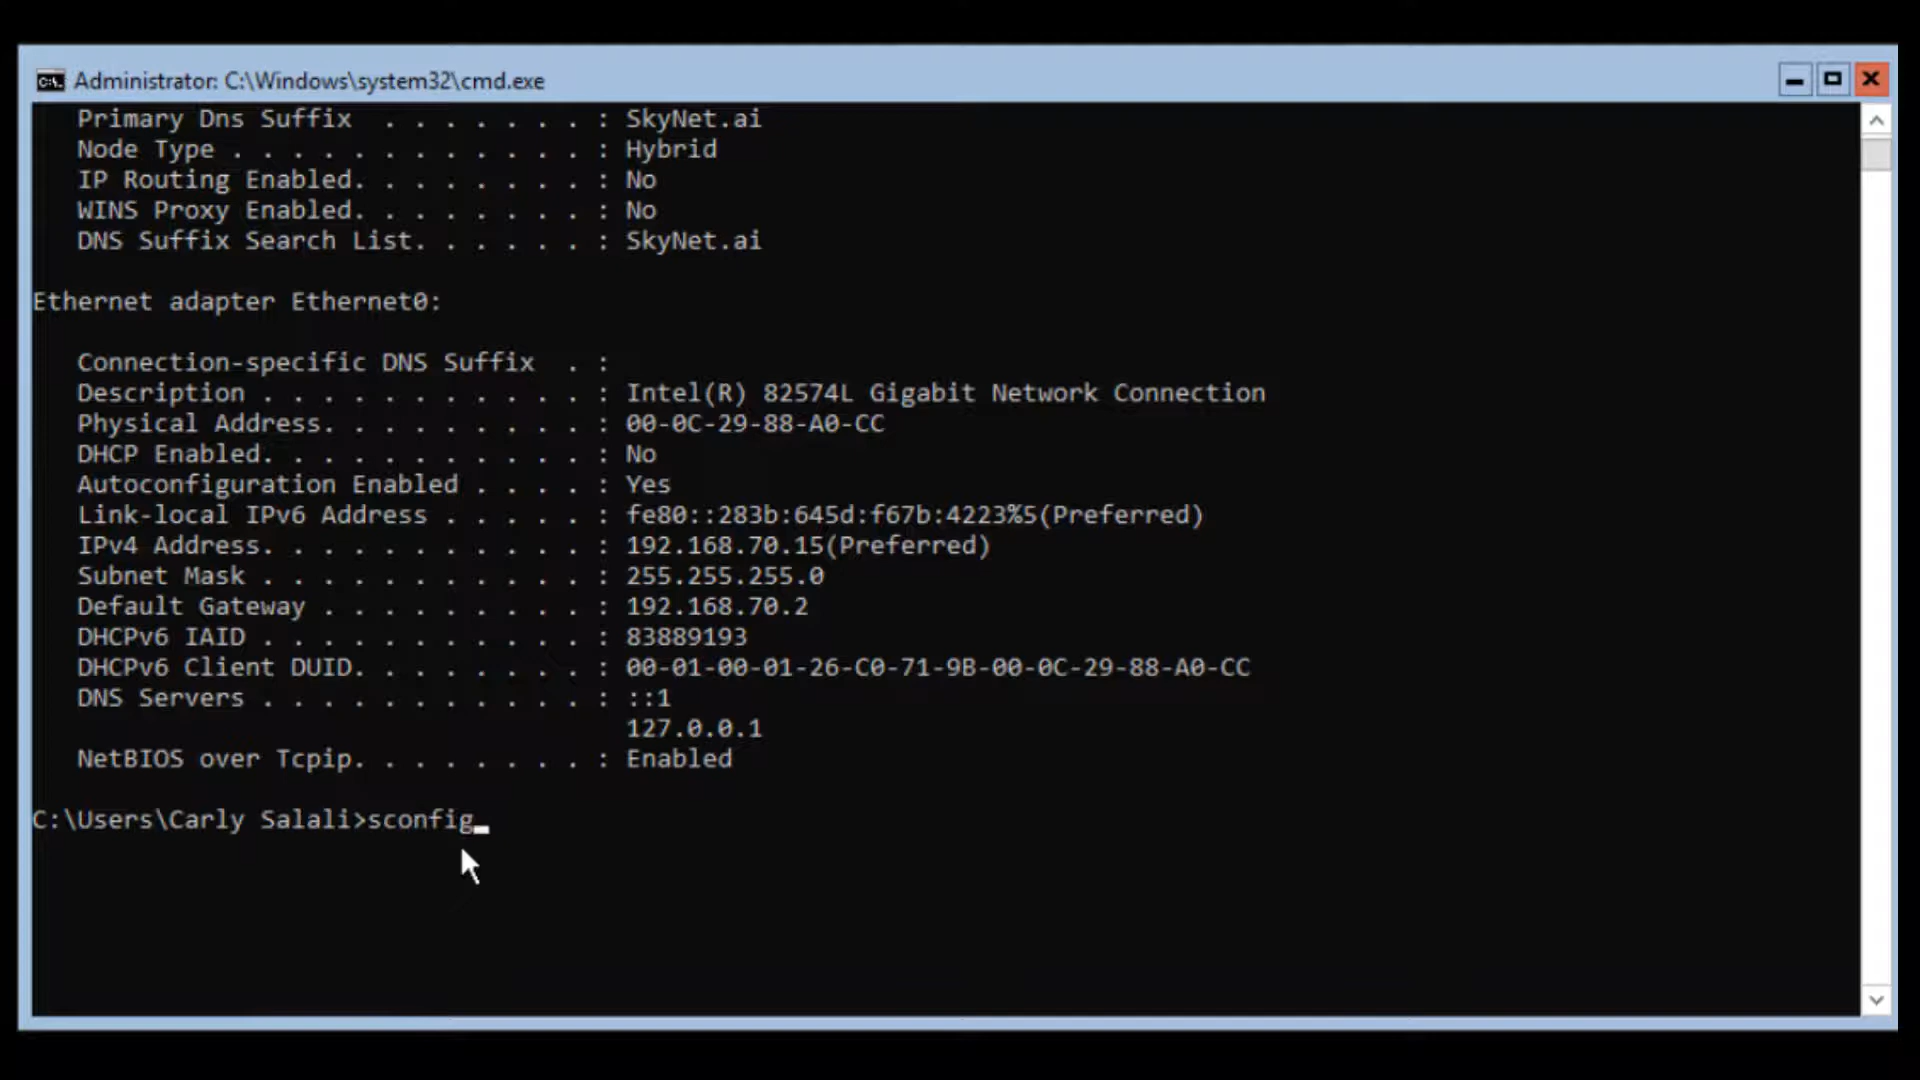 Administrator: C:\Windows\system32\cmd.exe
Primary Dns Suffix  . . . . . . . : SkyNet.ai
Node Type . . . . . . . . . . . . : Hybrid
IP Routing Enabled. . . . . . . . : No
WINS Proxy Enabled. . . . . . . . : No
DNS Suffix Search List. . . . . . : SkyNet.ai
Ethernet adapter Ethernet0:
Connection-specific DNS Suffix  . :
Description . . . . . . . . . . . : Intel(R) 82574L Gigabit Network Connection
Physical Address. . . . . . . . . : 00-0C-29-88-A0-CC
DHCP Enabled. . . . . . . . . . . : No
Autoconfiguration Enabled . . . . : Yes
Link-local IPv6 Address . . . . . : fe80::283b:645d:f67b:4223%5(Preferred)
IPv4 Address. . . . . . . . . . . : 192.168.70.15(Preferred)
Subnet Mask . . . . . . . . . . . : 255.255.255.0
Default Gateway . . . . . . . . . : 192.168.70.2
DHCPv6 IAID . . . . . . . . . . . : 83889193
DHCPv6 Client DUID. . . . . . . . : 00-01-00-01-26-C0-71-9B-00-0C-29-88-A0-CC
DNS Servers . . . . . . . . . . . : ::1
127.0.0.1
NetBIOS over Tcpip. . . . . . . . : Enabled
C:\Users\Carly Salali>sconfig